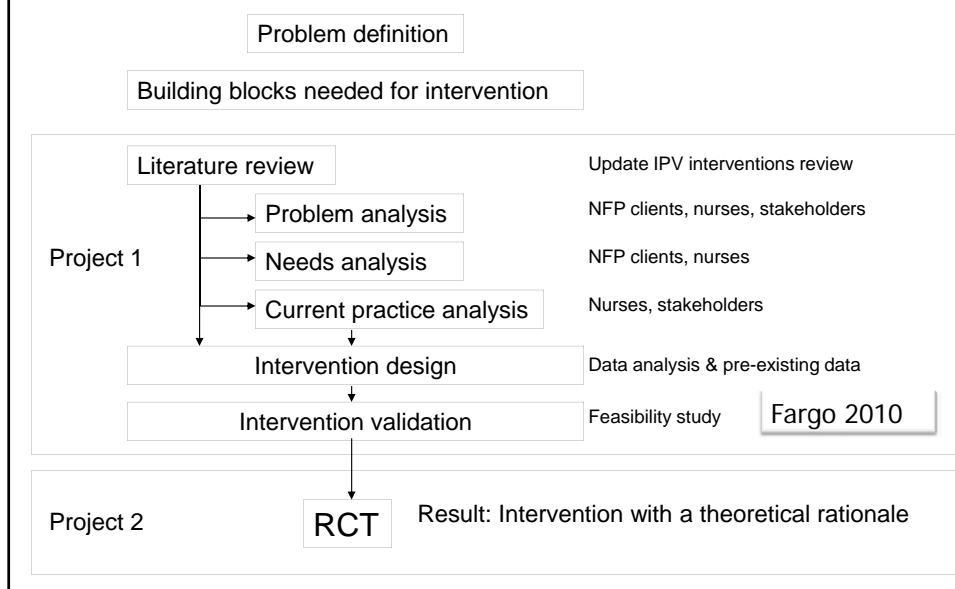 Problem definition
Building blocks needed for intervention
Project 1
Literature review
Update IPV interventions review
Problem analysis
NFP clients, nurses, stakeholders
Needs analysis
NFP clients, nurses
Current practice analysis
Nurses, stakeholders
Intervention design
Data analysis & pre-existing data
Intervention validation
Feasibility study
Fargo 2010
Project 2
RCT
Result: Intervention with a theoretical rationale